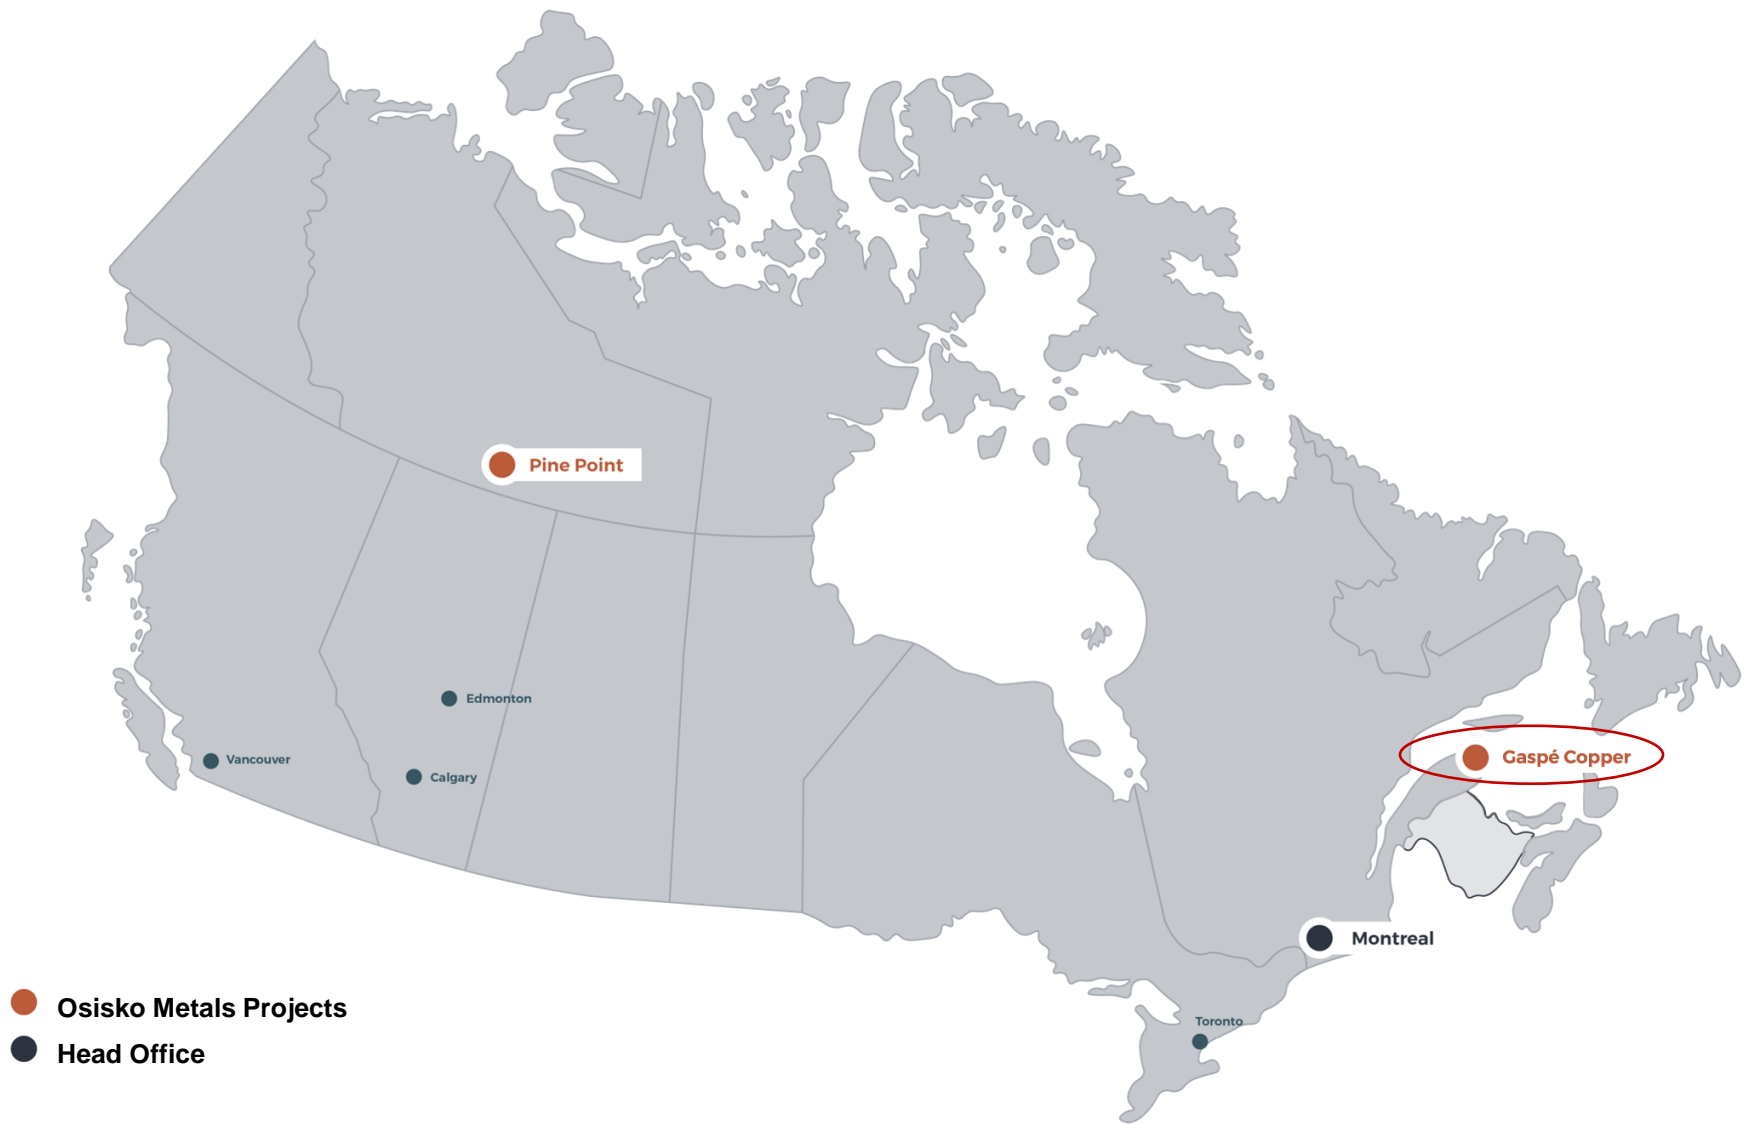 Pine Point
Edmonton
Vancouver
Calgary
Gaspé Copper
Montreal
Toronto
Osisko Metals Projects
Head Office